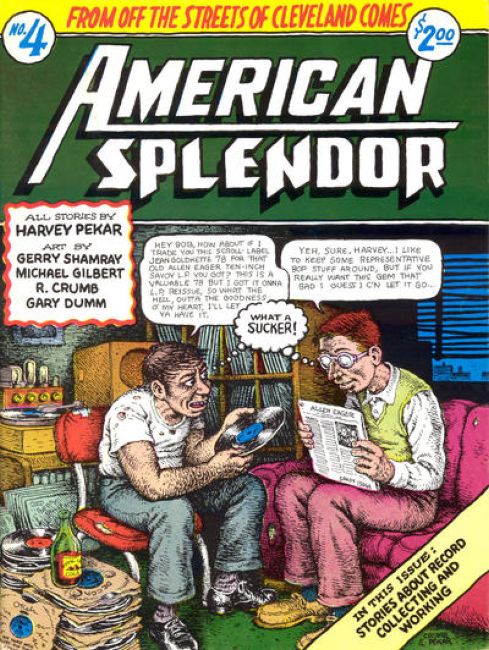 FROM OFF THE STREETS OF CLEVELAND COMES
NO. 4
$2.00
AMERICAN
SPLENDOR
ALL STORIES BY
HARVEY PEKAR
ART BY
GERRY SHAMRAY
MICHAEL GILBERT
R. CRUMB
GARY DUMM
HEY BOB, HOW ABOUT IF I
TRADE YOU THIS SCROLL-LABEL
JEAN GOLDKETTE 78 FOR THAT
OLD ALLEN EAGER TEN-INCH
SAVOY L.P. YOU GOT? THIS IS A
VALUABLE 78 BUT I GOT IT ONNA
L.P. REISSUE, SO WHAT THE
HELL, OUTTA THE GOODNESS
OF MY HEART, I'LL LET
YA HAVE IT.
YEH, SURE, HARVEY...I LIKE
TO KEEP SOME REPRESENTATIVE
BOP STUFF AROUND, BUT IF YOU
REALLY WANT THIS GEM THAT
BAD I GUESS I C'N LET IT GO...
WHAT A
SUCKER!
ALLEN EAGER
IN THIS ISSUE:
STORIES ABOUT RECORD
COLLECTING AND
WORKING
CRUMB
& PEKAR